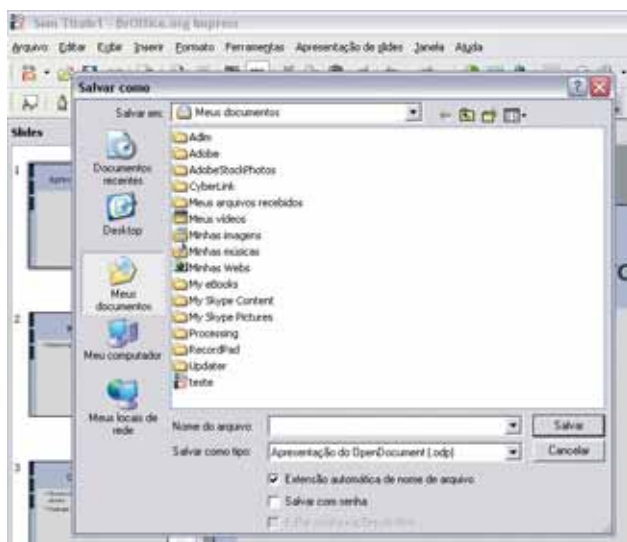 Sem Título1 - BrOffice.org Impress
Arquivo Editar Exibir Inserir Formato Ferramentas Apresentação de slides Janela Ajuda
Salvar como
Salvar em: Meus documentos
Slides
Adim
Adobe
AdobeStockPhotos
CyberLink
Meus arquivos recebidos
Meus vídeos
Minhas imagens
Minhas músicas
Minhas Webs
My eBooks
My Skype Content
My Skype Pictures
Processing
RecordPad
Updater
teste
Documentos recentes
Desktop
Meus documentos
Meu computador
Meus locais de rede
1
2
3
Nome do arquivo:
Salvar
Salvar como tipo: Apresentação do OpenDocument (.odp)
Cancelar
Extensão automática de nome de arquivo
Salvar com senha